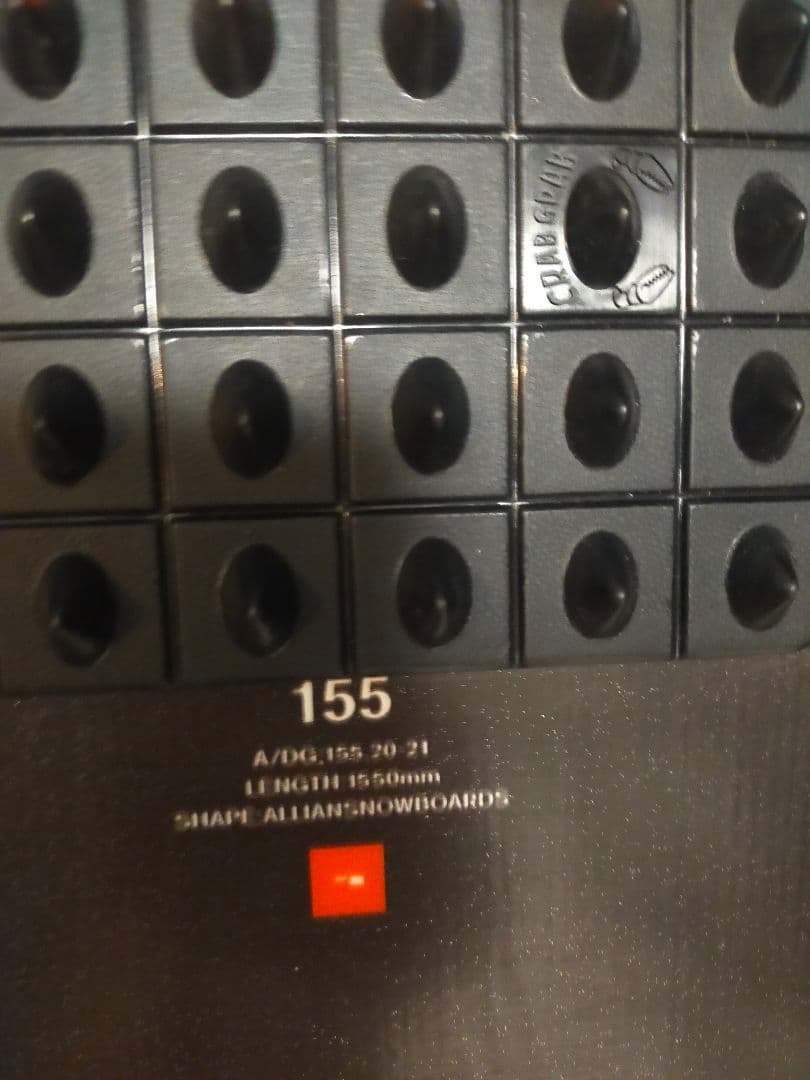 CRAB GRAB
155
A/DG.155.20-21
LENGTH 1550mm
SHAPE:ALLIANSNOWBOARDS